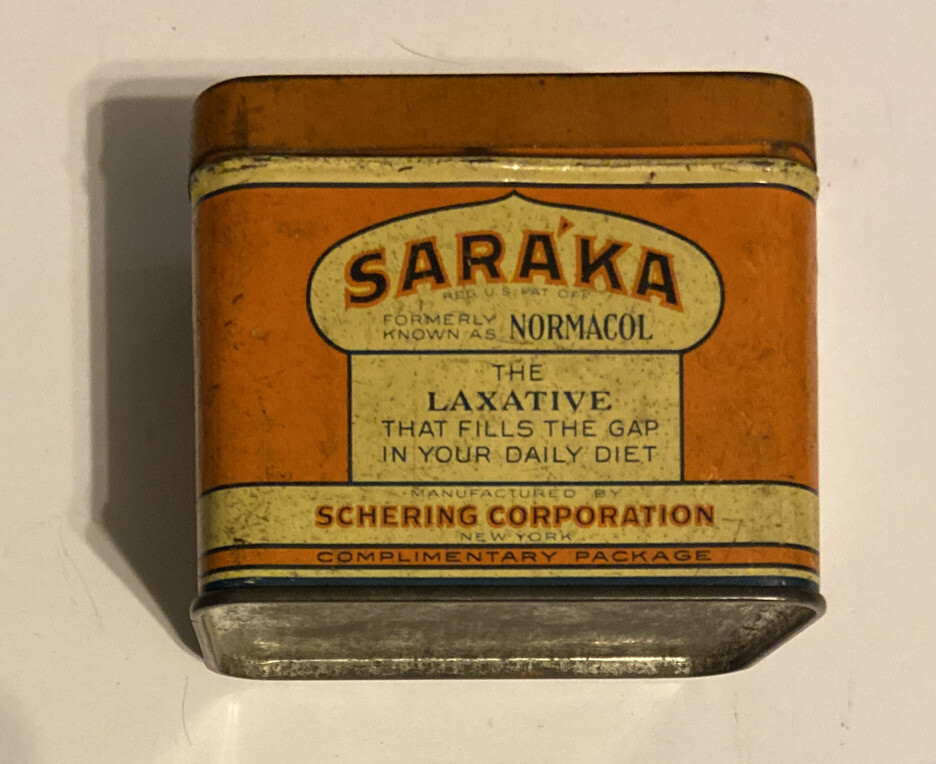 SARÁKA
REG. U.S. PAT. OFF.
FORMERLY
KNOWN AS NORMACOL
THE
LAXATIVE
THAT FILLS THE GAP
IN YOUR DAILY DIET
MANUFACTURED BY
SCHERING CORPORATION
NEW YORK
COMPLIMENTARY PACKAGE